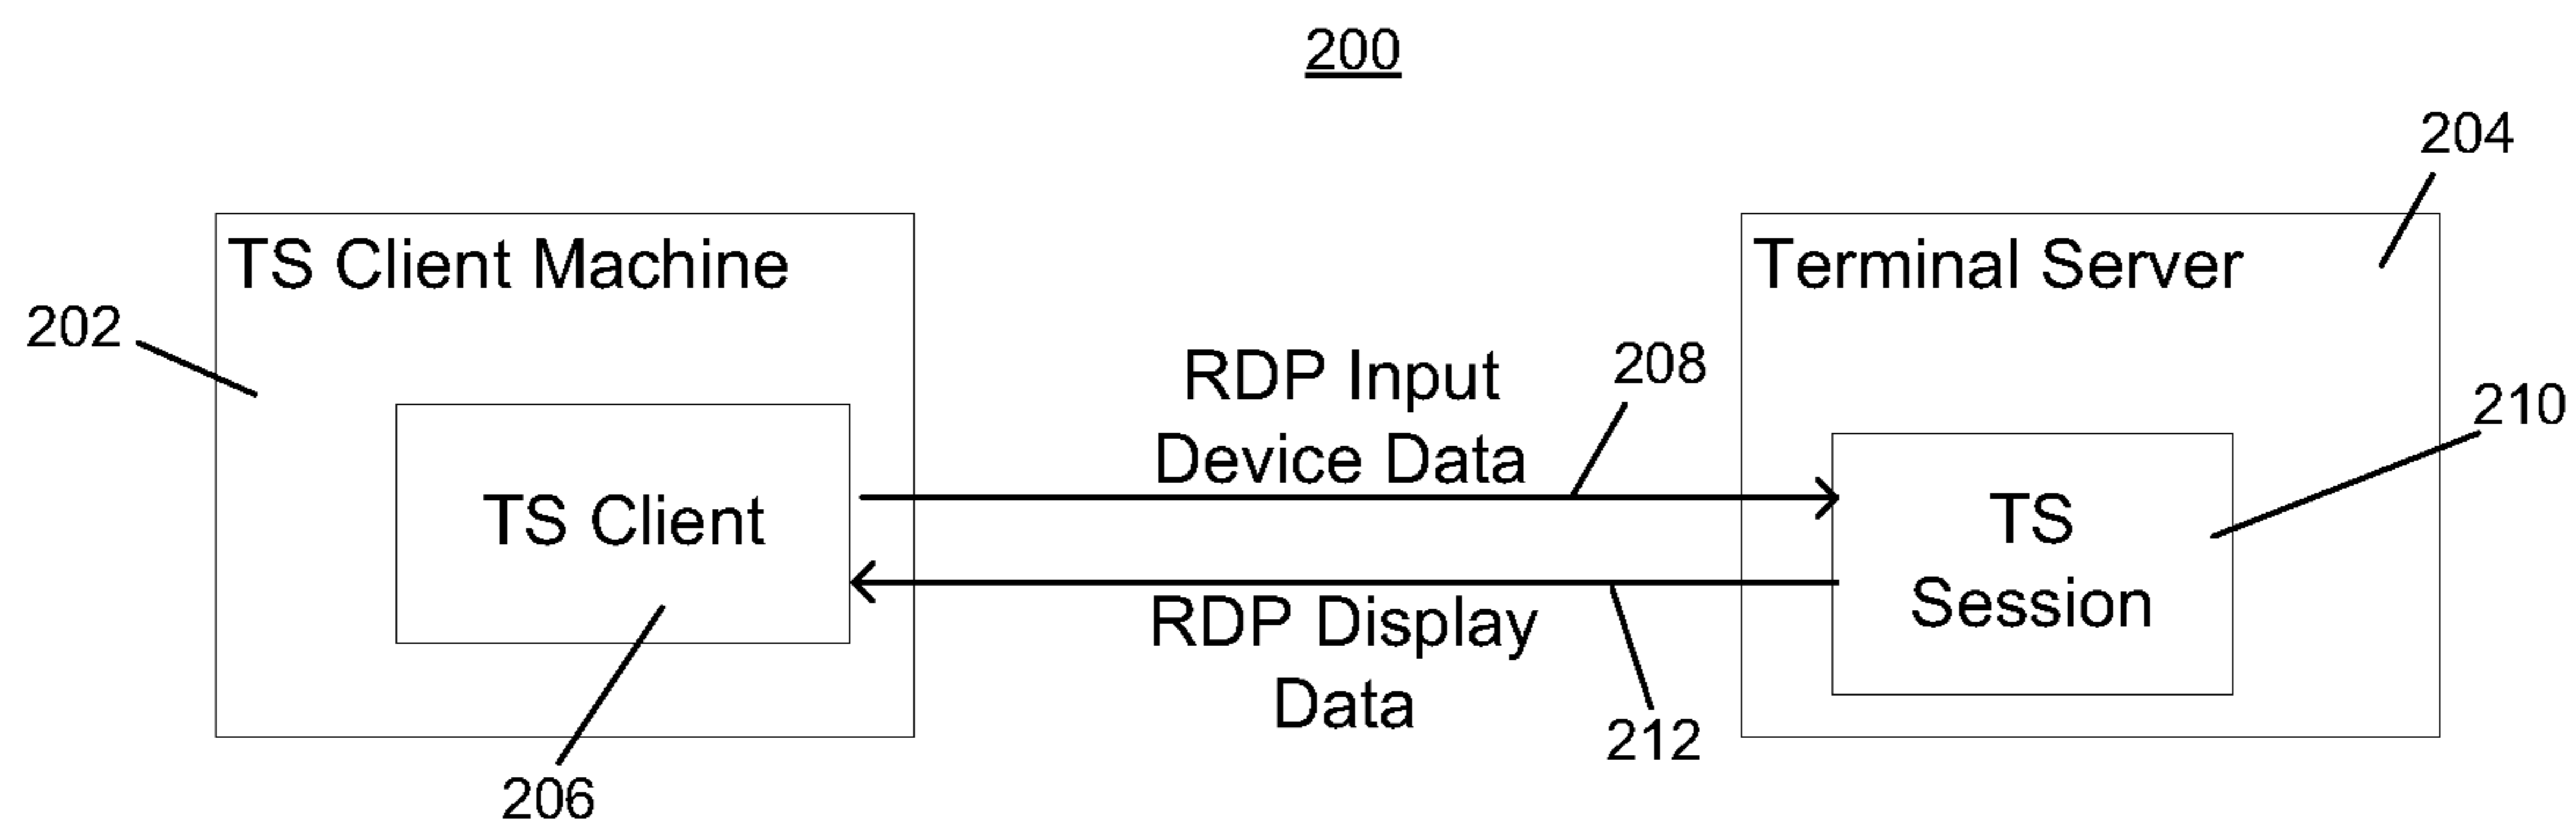 200
204
TS Client Machine
Terminal Server
202
RDP Input
Device Data
208
210
TS Client
TS
Session
RDP Display
Data
212
206